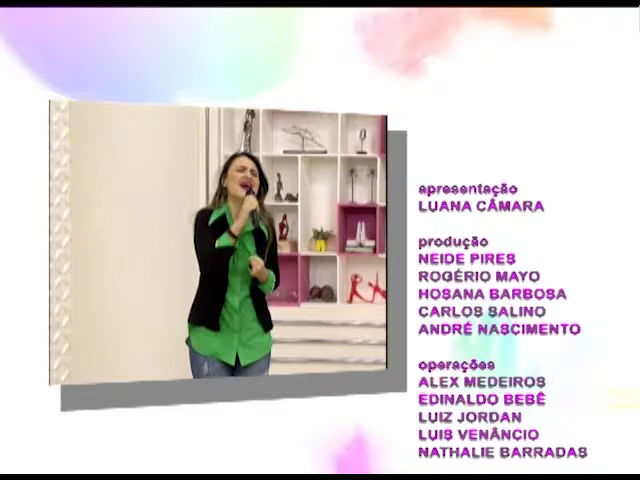 apresentação
LUANA CÂMARA
produção
NEIDE PIRES
ROGÉRIO MAYO
HOSANA BARBOSA
CARLOS SALINO
ANDRÉ NASCIMENTO
operações
ALEX MEDEIROS
EDINALDO BEBÊ
LUIZ JORDAN
LUIS VENÂNCIO
NATHALIE BARRADAS